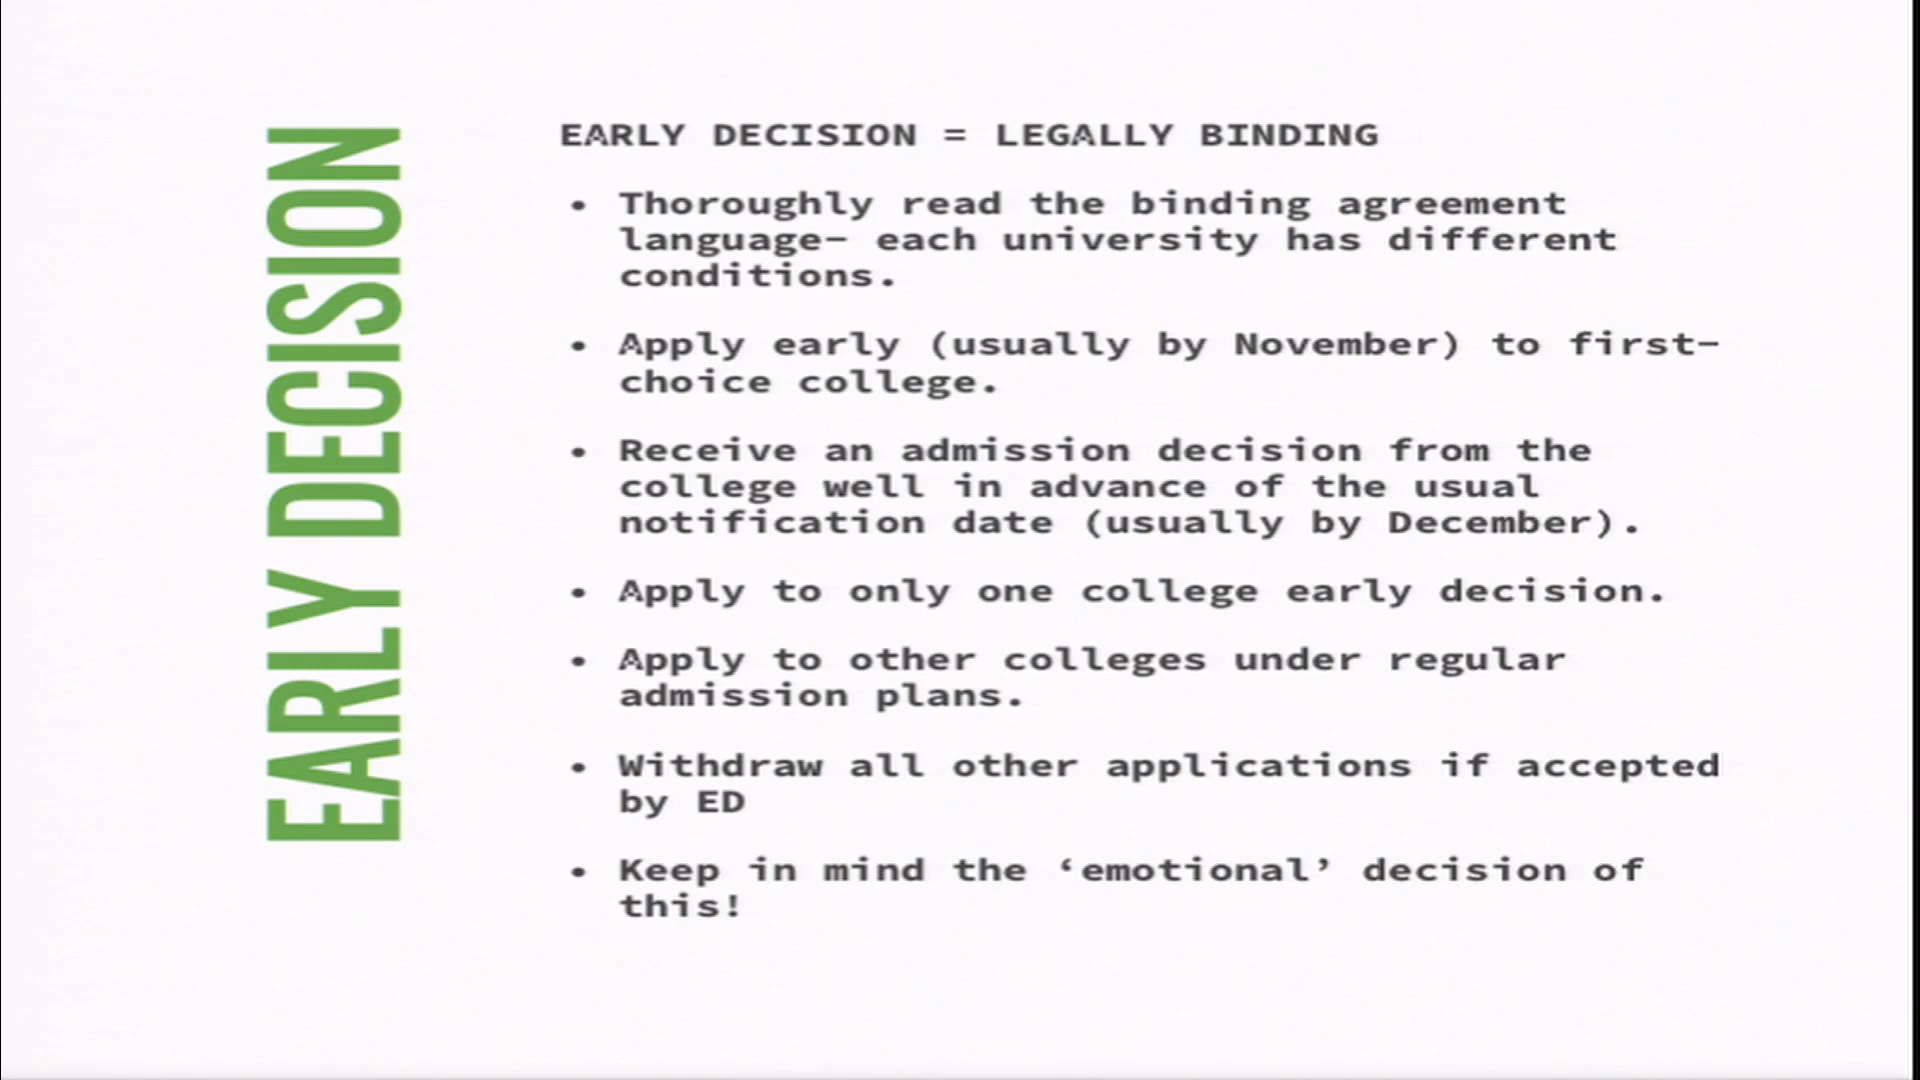 EARLY DECISION
EARLY DECISION = LEGALLY BINDING
• Thoroughly read the binding agreement
language– each university has different
conditions.
• Apply early (usually by November) to first–
choice college.
• Receive an admission decision from the
college well in advance of the usual
notification date (usually by December).
• Apply to only one college early decision.
• Apply to other colleges under regular
admission plans.
• Withdraw all other applications if accepted
by ED
• Keep in mind the ‘emotional’ decision of
this!